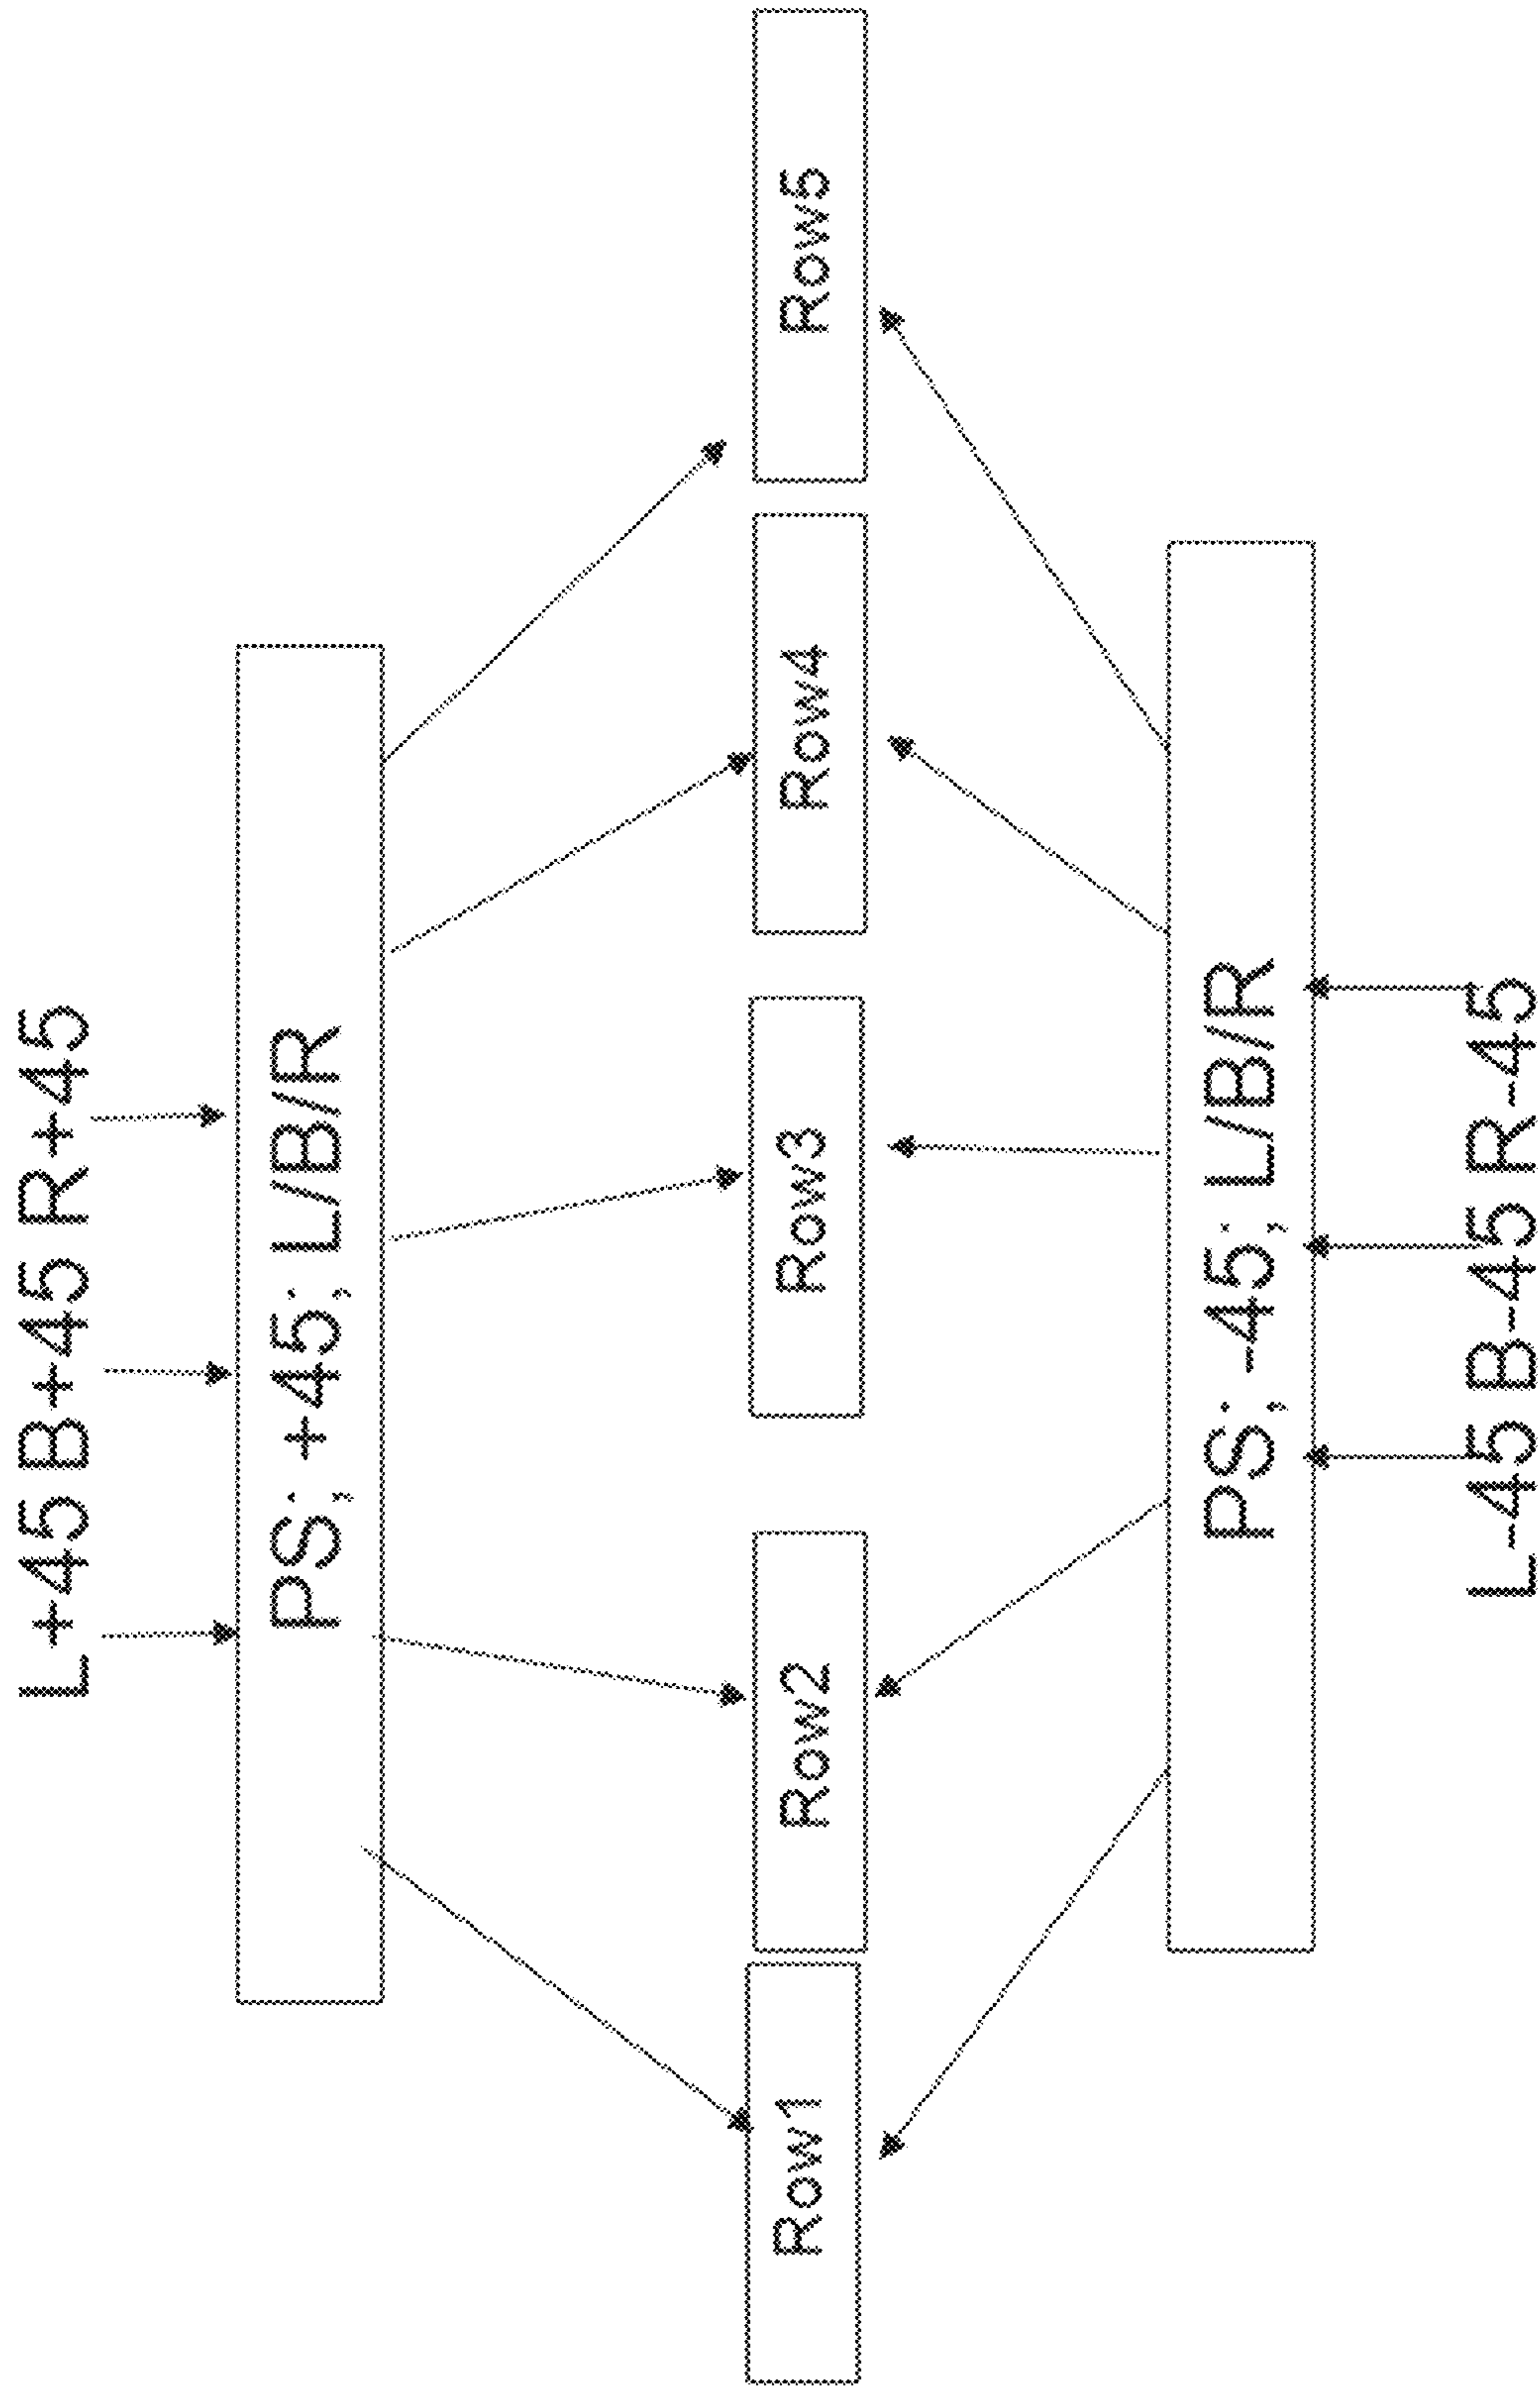 L+45 B+45 R+45
PS; +45; L/B/R
Row1
Row2
Row3
Row4
Row5
PS; -45; L/B/R
L-45 B-45 R-45